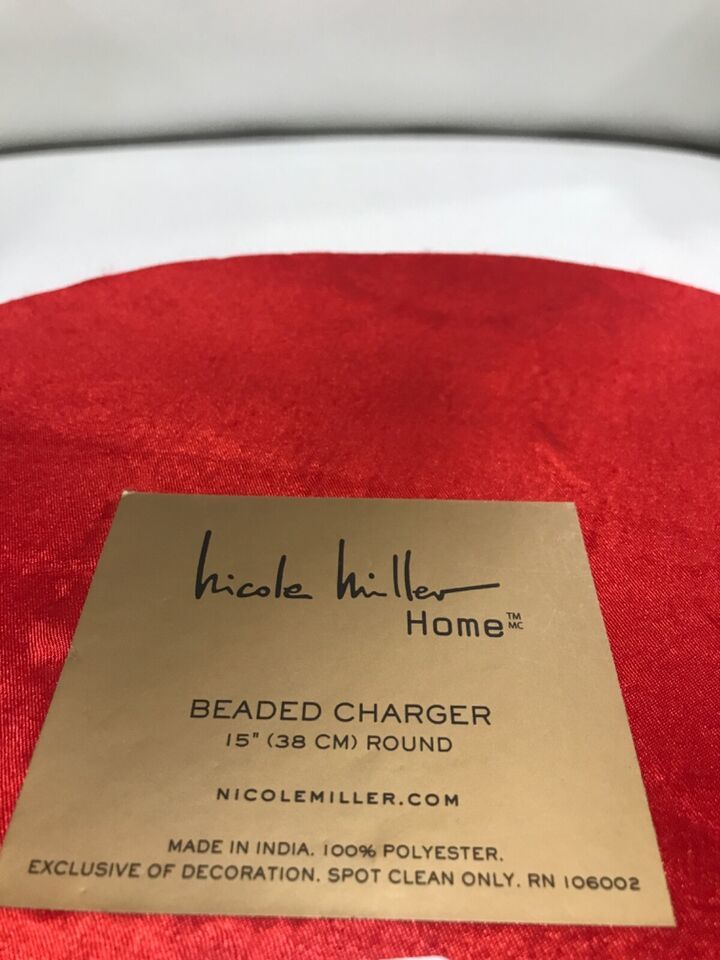 nicole miller
Home™ MC
BEADED CHARGER
15" (38 CM) ROUND
NICOLEMILLER.COM
MADE IN INDIA. 100% POLYESTER.
EXCLUSIVE OF DECORATION. SPOT CLEAN ONLY. RN 106002